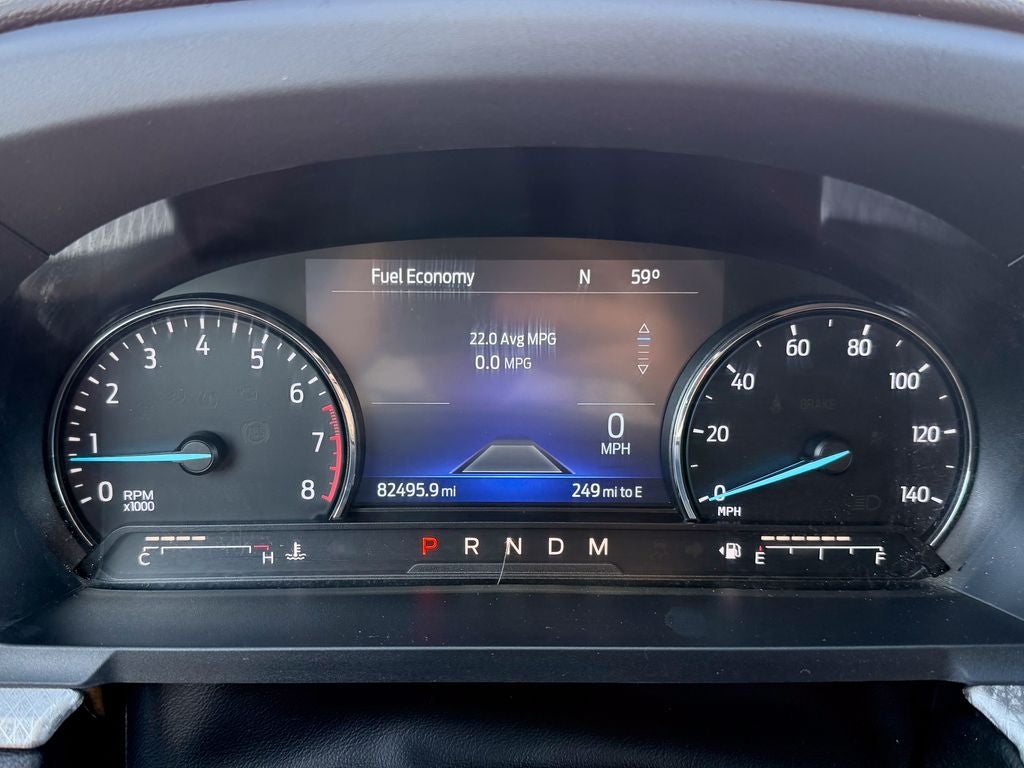 Fuel Economy N 59º
22.0 Avg MPG
0.0 MPG
0 MPH
82495.9 mi 249 mi to E
0 1 2 3 4 5 6 7 8
RPM
x1000
0 20 40 60 80 100 120 140
MPH
BRAKE
C H P R N D M E F